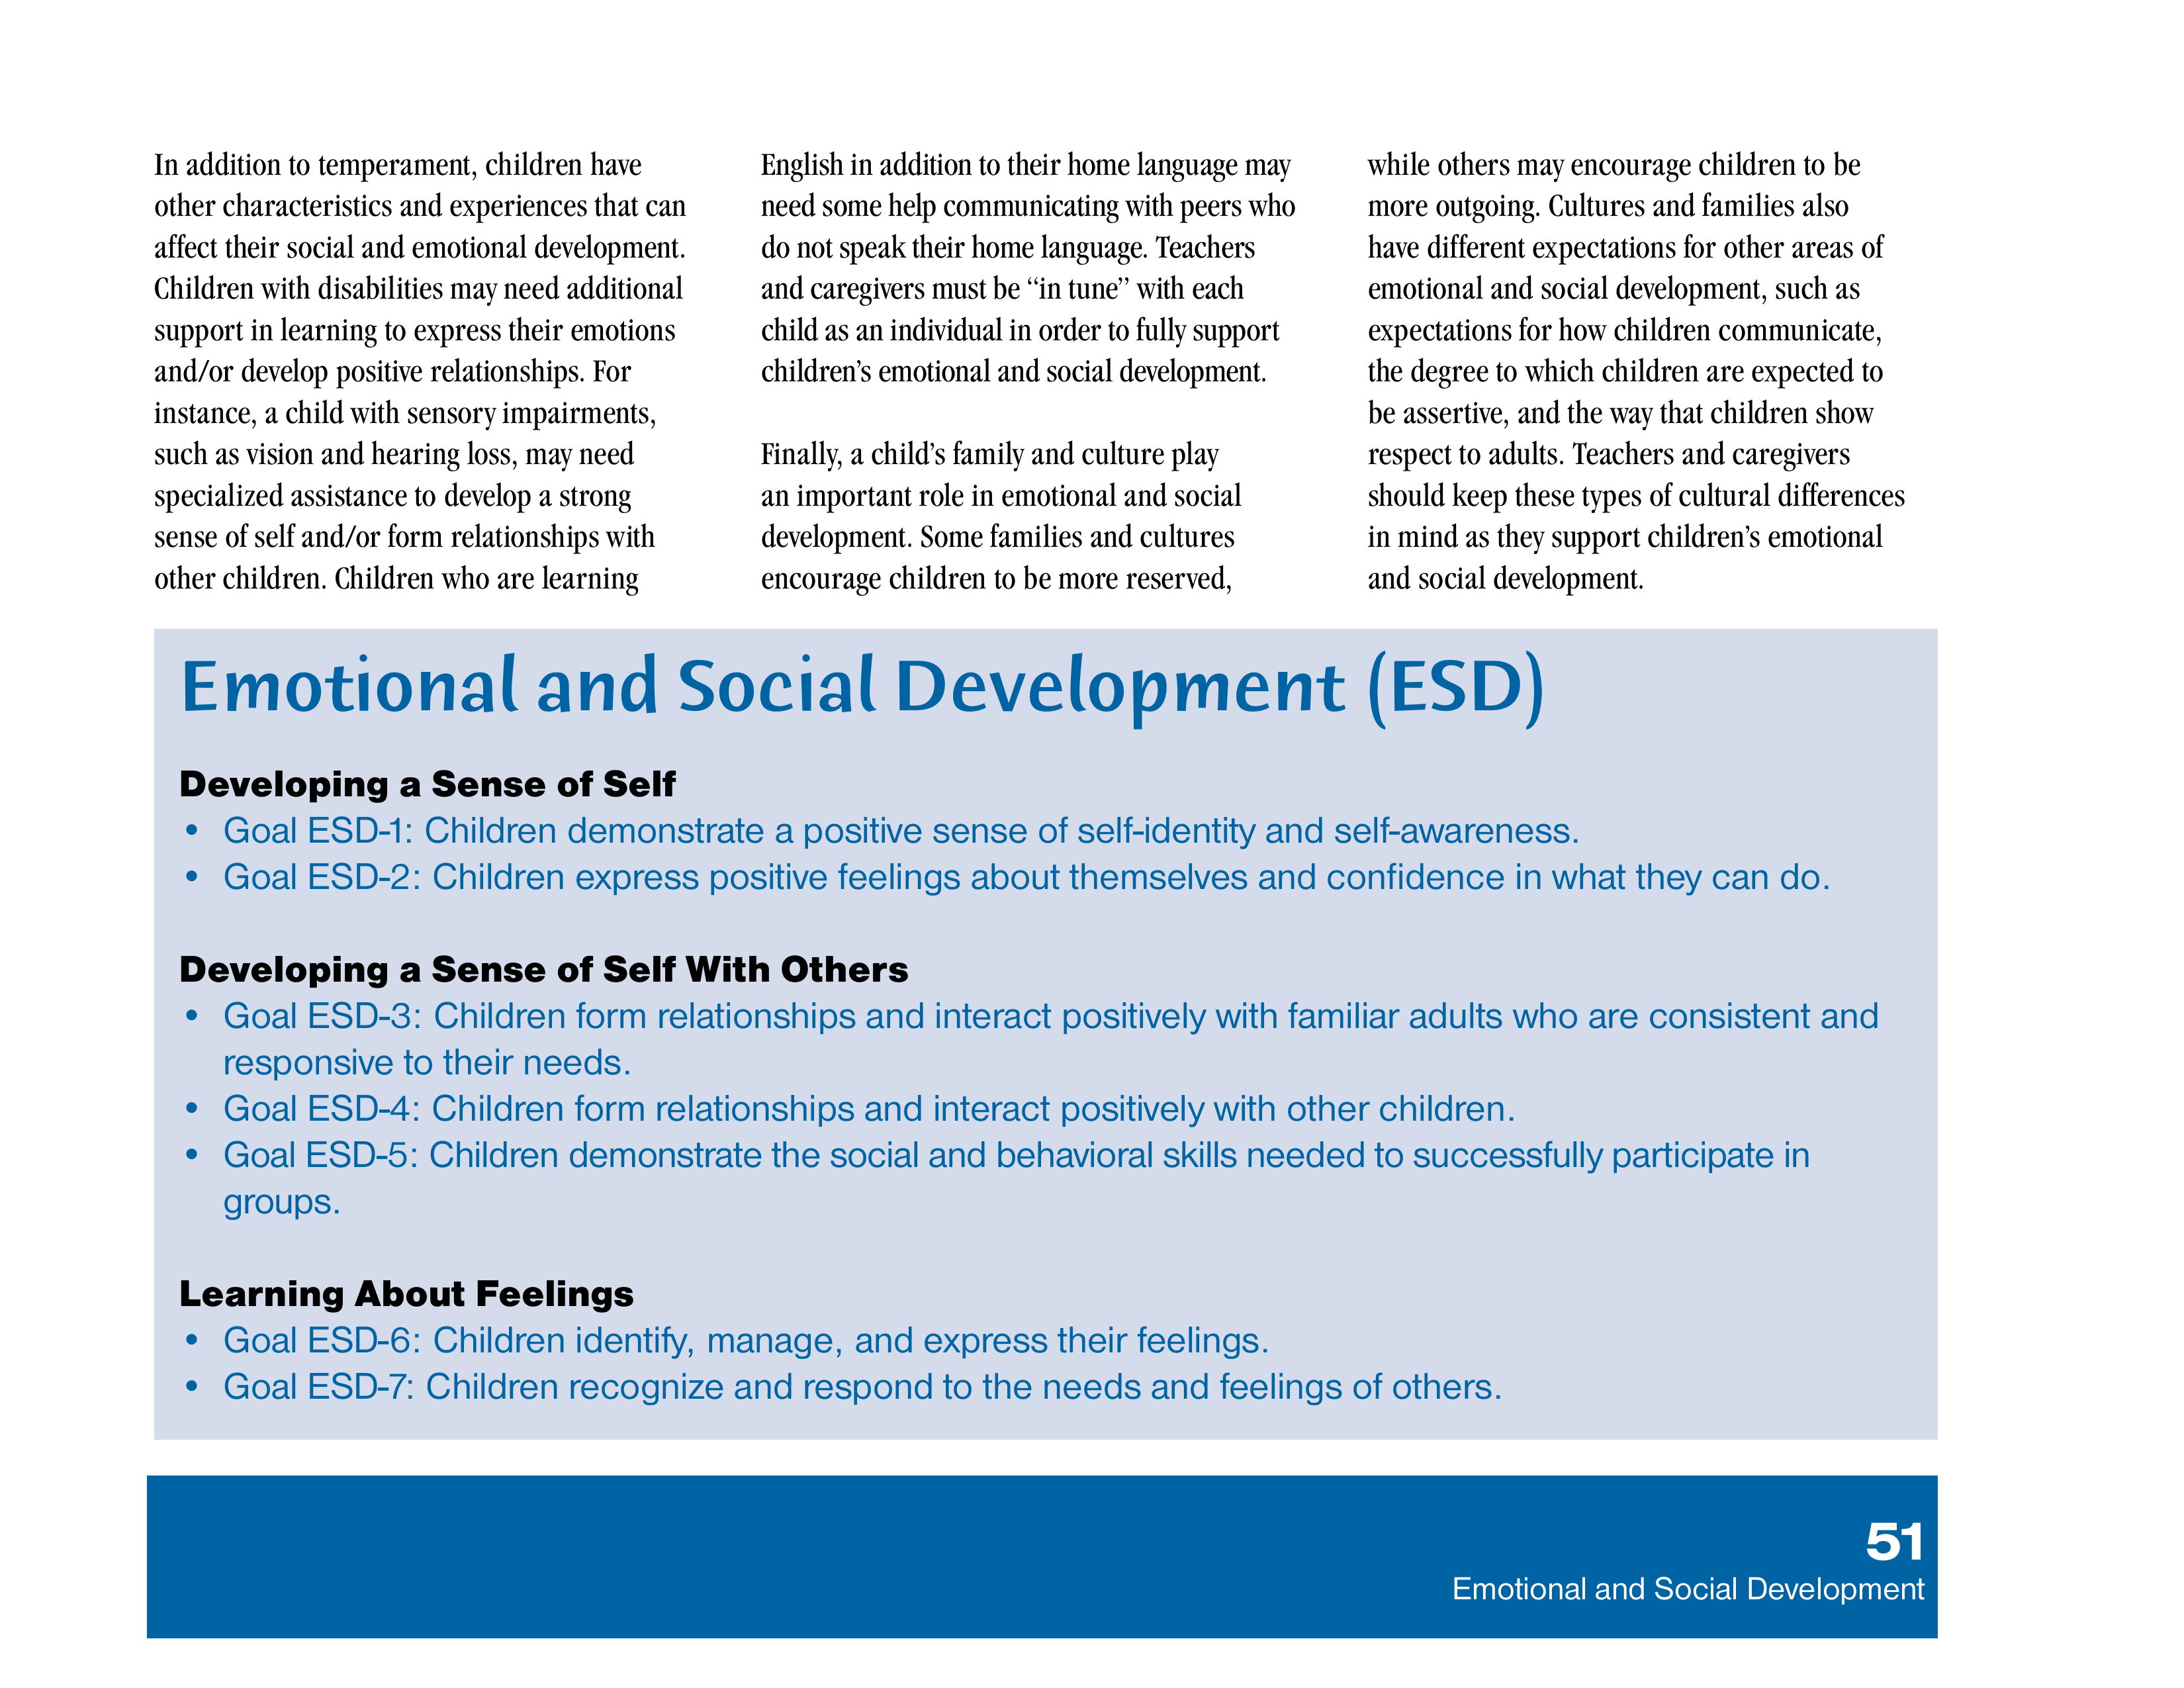 In addition to temperament, children have
other characteristics and experiences that can
affect their social and emotional development.
Children with disabilities may need additional
support in learning to express their emotions
and/or develop positive relationships. For
instance, a child with sensory impairments,
such as vision and hearing loss, may need
specialized assistance to develop a strong
sense of self and/or form relationships with
other children. Children who are learning
English in addition to their home language may
need some help communicating with peers who
do not speak their home language. Teachers
and caregivers must be “in tune” with each
child as an individual in order to fully support
children’s emotional and social development.
Finally, a child’s family and culture play
an important role in emotional and social
development. Some families and cultures
encourage children to be more reserved,
while others may encourage children to be
more outgoing. Cultures and families also
have different expectations for other areas of
emotional and social development, such as
expectations for how children communicate,
the degree to which children are expected to
be assertive, and the way that children show
respect to adults. Teachers and caregivers
should keep these types of cultural differences
in mind as they support children’s emotional
and social development.
Emotional and Social Development (ESD)
Developing a Sense of Self
• Goal ESD-1: Children demonstrate a positive sense of self-identity and self-awareness.
• Goal ESD-2: Children express positive feelings about themselves and confidence in what they can do.
Developing a Sense of Self With Others
• Goal ESD-3: Children form relationships and interact positively with familiar adults who are consistent and
responsive to their needs.
• Goal ESD-4: Children form relationships and interact positively with other children.
• Goal ESD-5: Children demonstrate the social and behavioral skills needed to successfully participate in
groups.
Learning About Feelings
• Goal ESD-6: Children identify, manage, and express their feelings.
• Goal ESD-7: Children recognize and respond to the needs and feelings of others.
51
Emotional and Social Development